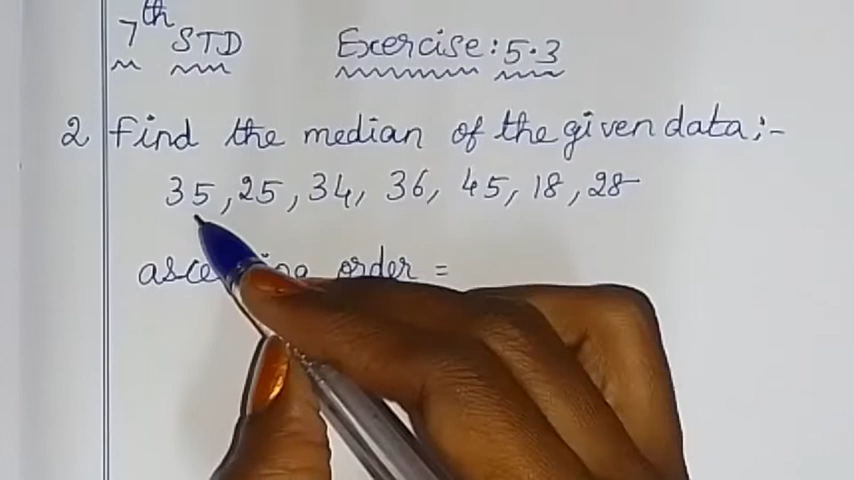 7th STD Exercise: 5.3
2 find the median of the given data;-
35, 25, 34, 36, 45, 18, 28
order =